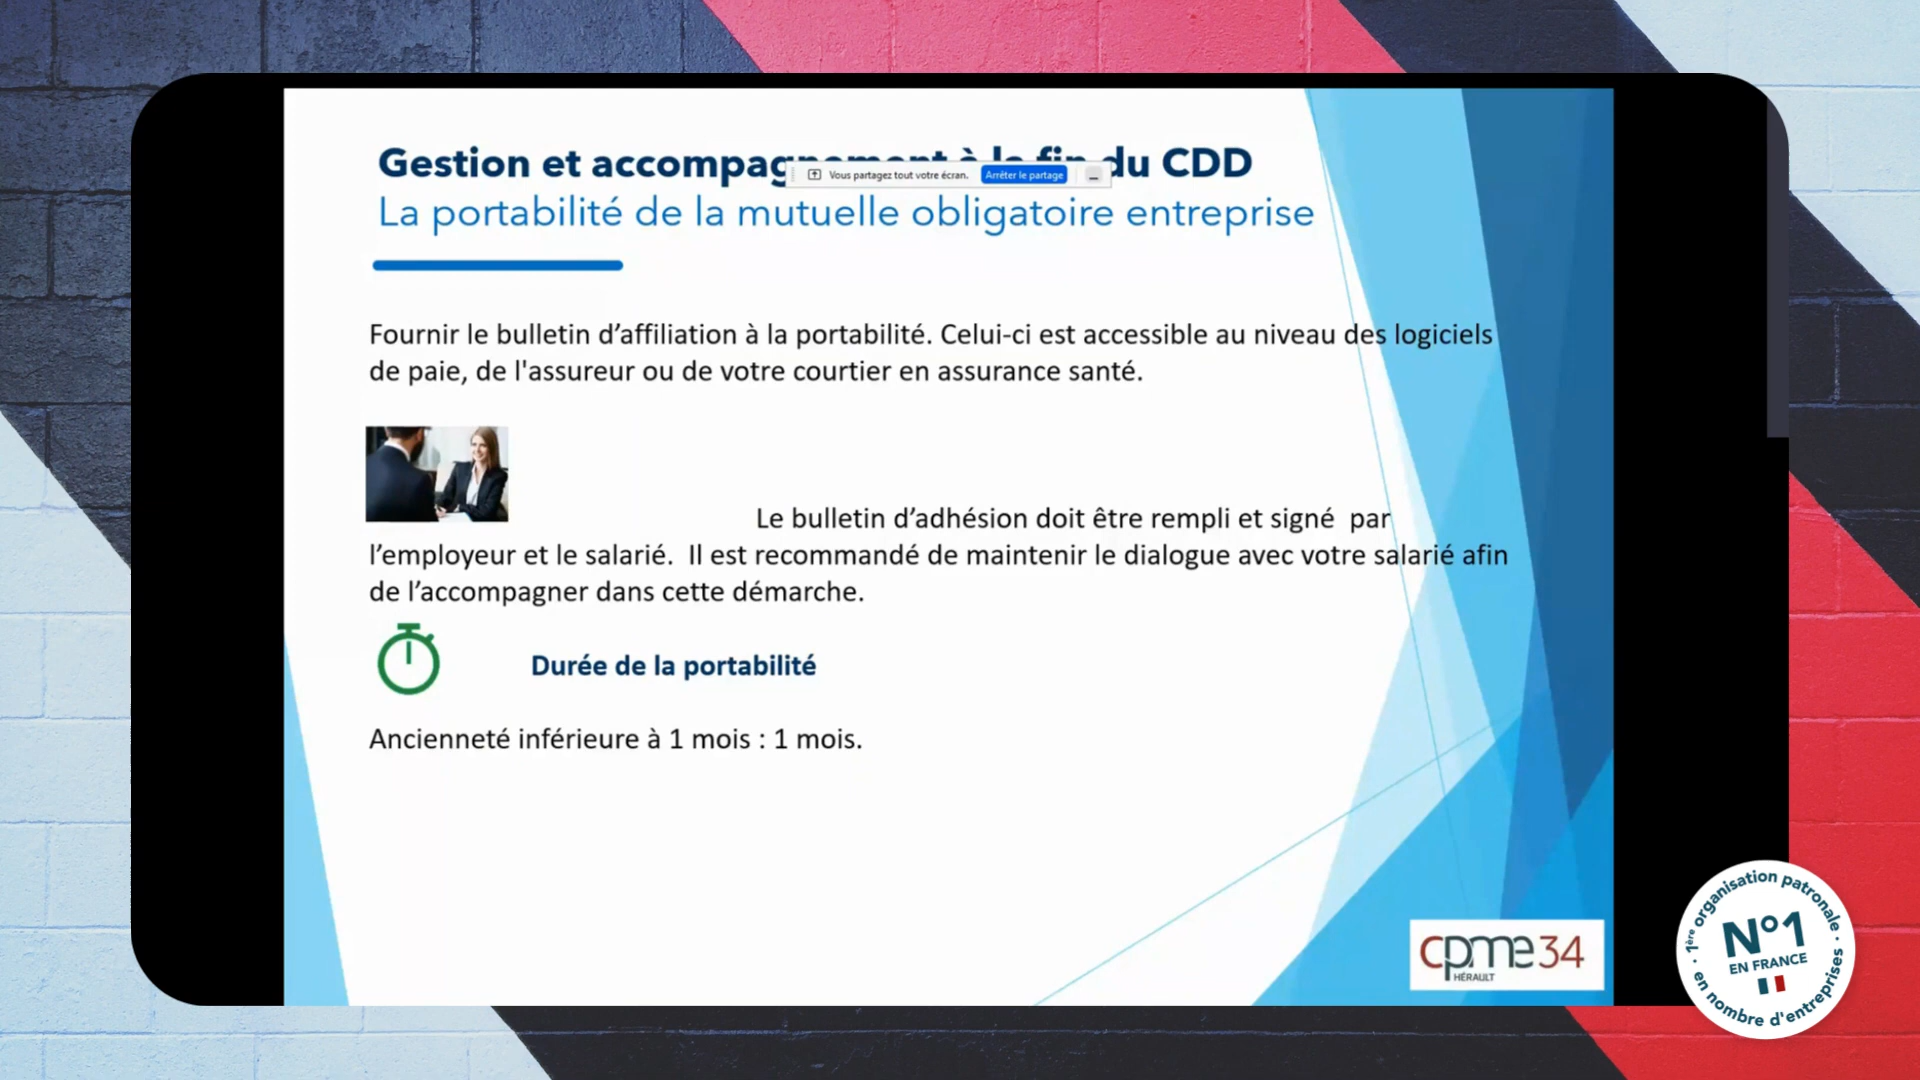 Gestion et accompagnement à la fin du CDD
Vous partagez tout votre écran. Arrêter le partage
La portabilité de la mutuelle obligatoire entreprise
Fournir le bulletin d’affiliation à la portabilité. Celui-ci est accessible au niveau des logiciels
de paie, de l'assureur ou de votre courtier en assurance santé.
Le bulletin d’adhésion doit être rempli et signé par
l’employeur et le salarié. Il est recommandé de maintenir le dialogue avec votre salarié afin
de l’accompagner dans cette démarche.
Durée de la portabilité
Ancienneté inférieure à 1 mois : 1 mois.
cpme34
HÉRAULT
· 1ère organisation patronale ·
N°1
EN FRANCE
en nombre d'entreprises